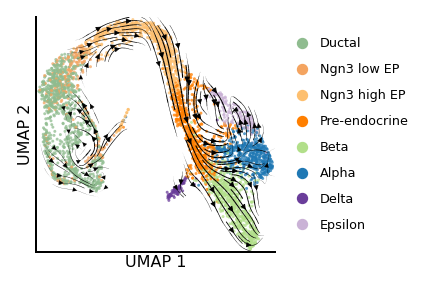 Ductal
Ngn3 low EP
Ngn3 high EP
Pre-endocrine
Beta
Alpha
Delta
Epsilon
UMAP 2
UMAP 1